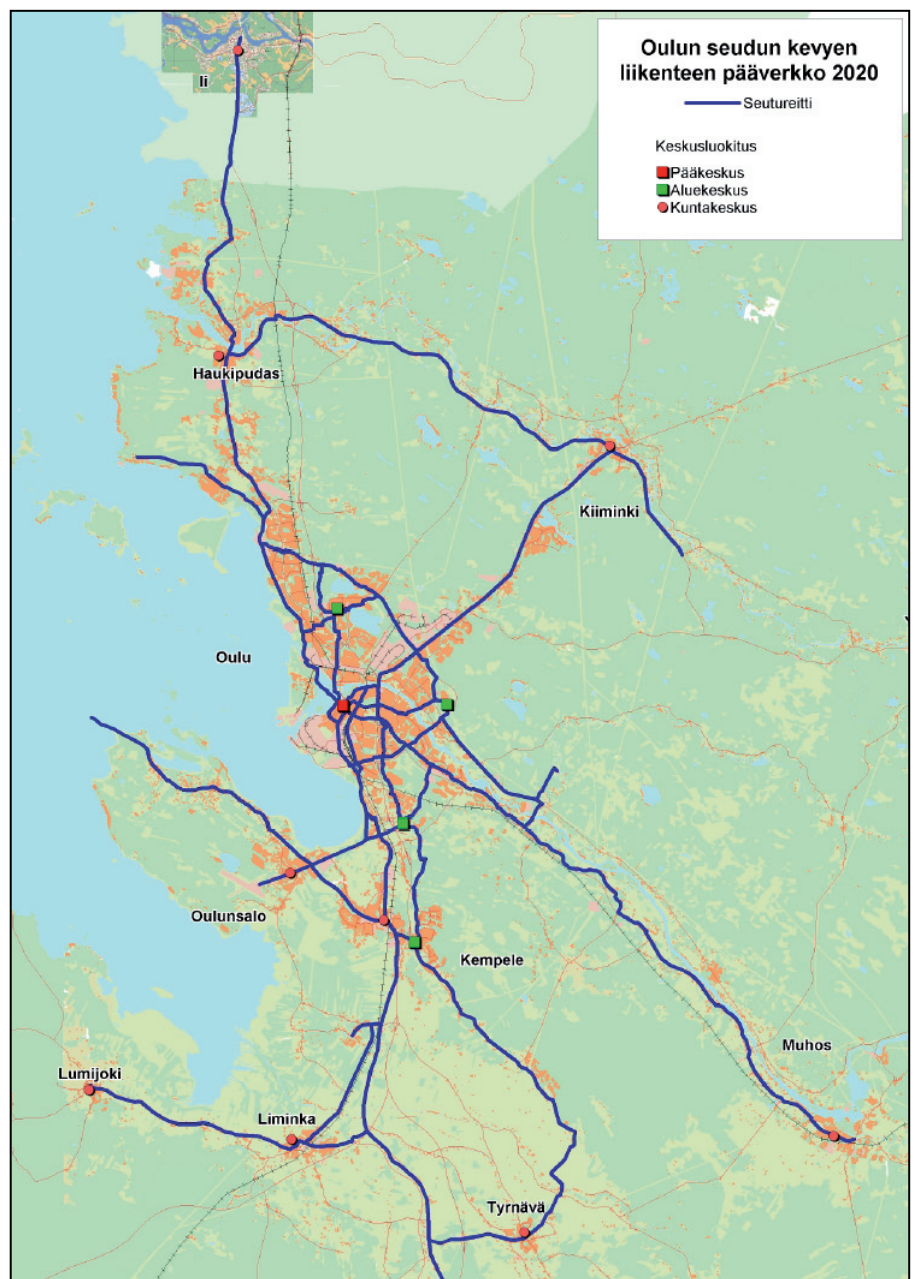 Oulun seudun kevyen
liikenteen pääverkko 2020
Seutureitti
Keskusluokitus
Pääkeskus
Aluekeskus
Kuntakeskus
Ii
Haukipudas
Kiiminki
Oulu
Oulunsalo
Kempele
Muhos
Lumijoki
Liminka
Tyrnävä